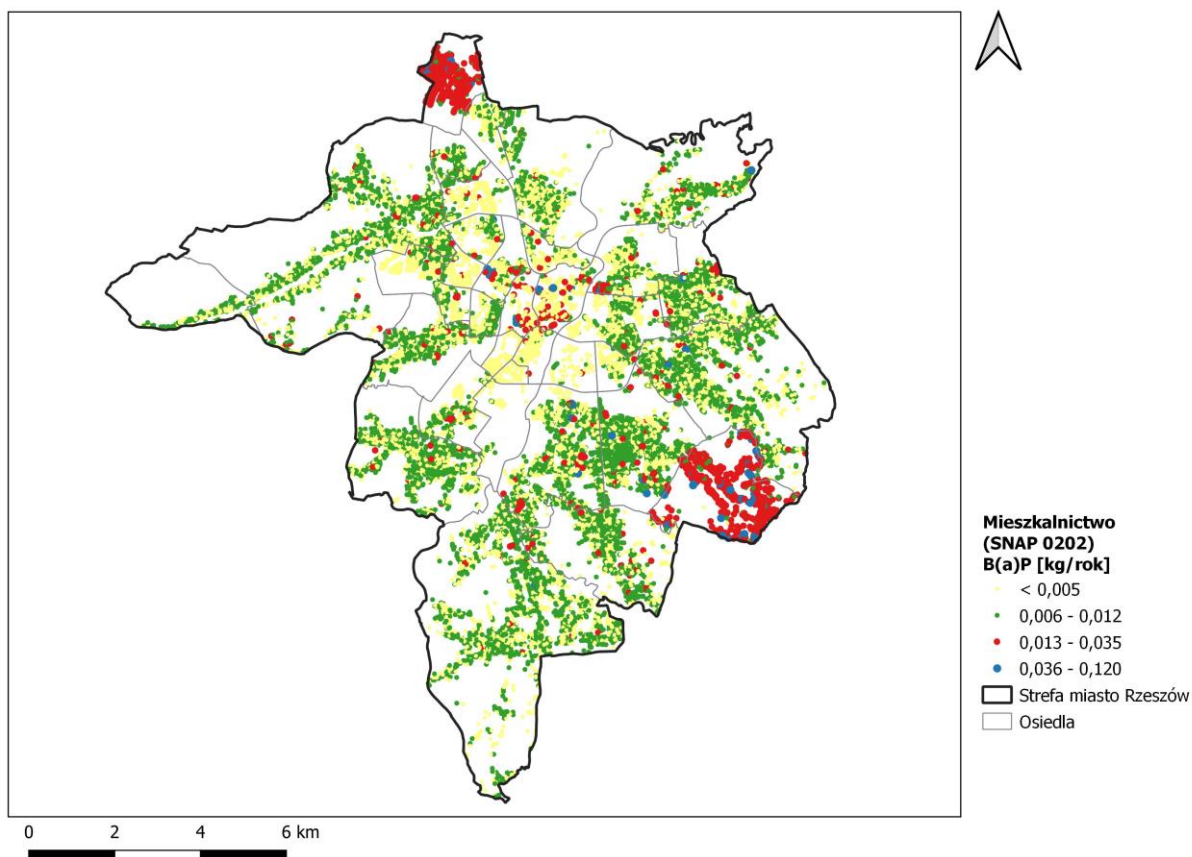 Mieszkalnictwo
(SNAP 0202)
B(a)P [kg/rok]
< 0,005
0,006 - 0,012
0,013 - 0,035
0,036 - 0,120
Strefa miasto Rzeszów
Osiedla
0 2 4 6 km